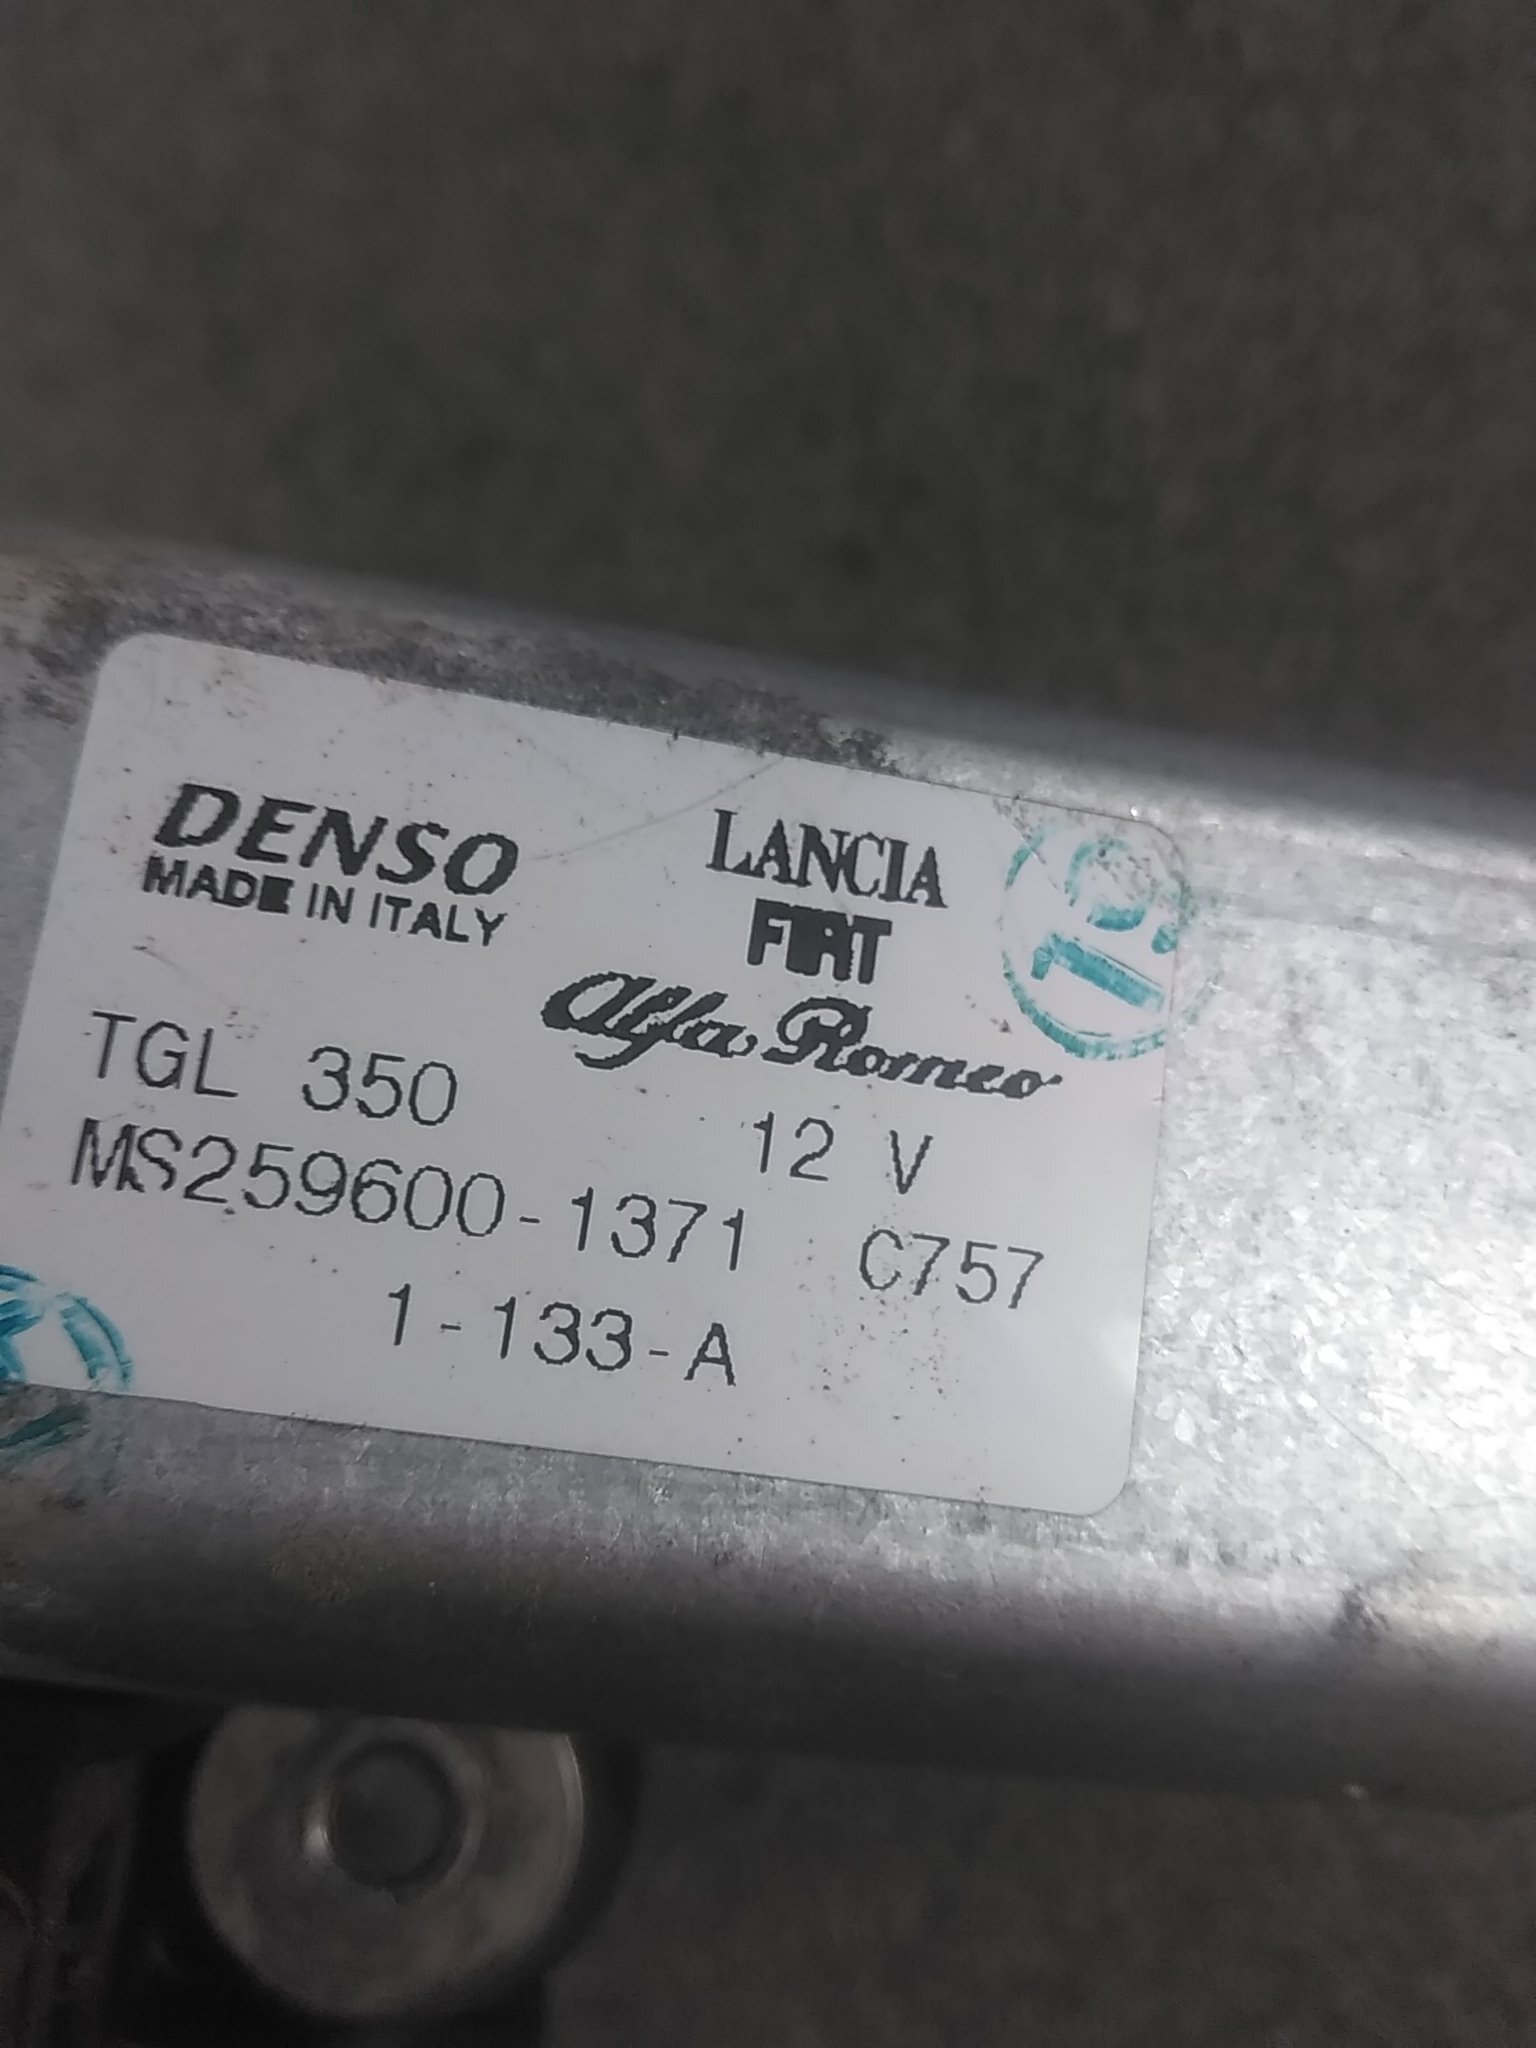 DENSO
MADE IN ITALY
LANCIA
FIAT
Alfa Romeo
TGL 350 12 V
MS259600-1371 C757
1-133-A